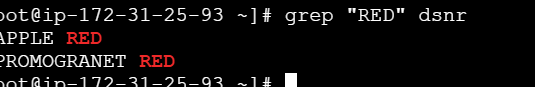 oot@ip-172-31-25-93 ~]# grep "RED" dsnr
APPLE RED
PROMOGRANET RED
oot@ip-172-31-25-93 ~]#